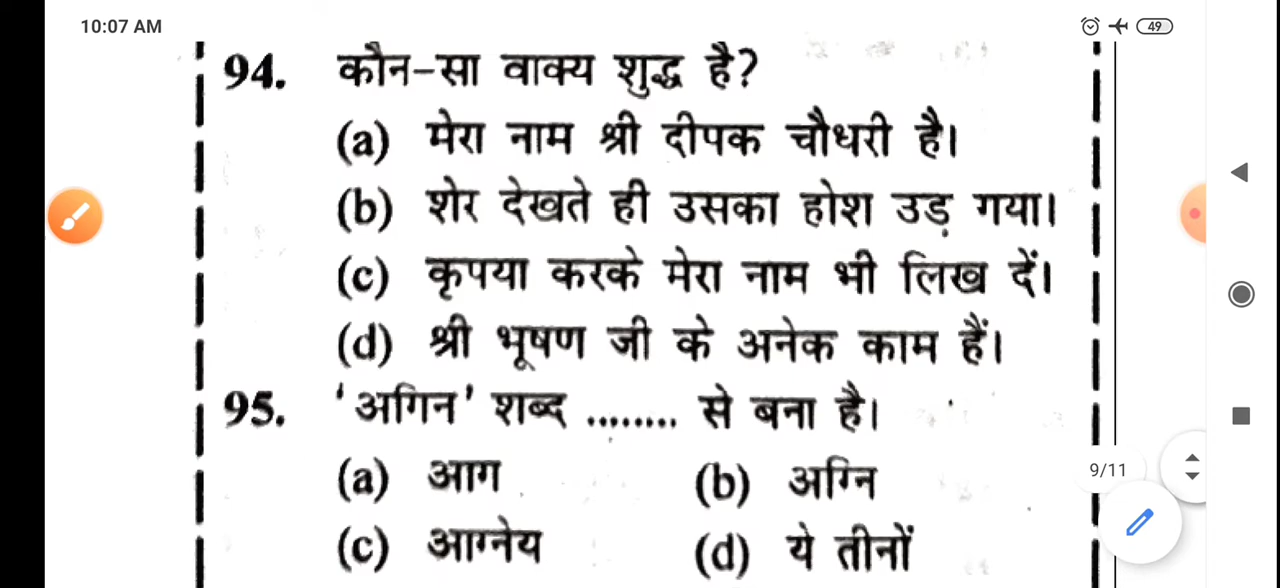 10:07 AM
49
94. कौन-सा वाक्य शुद्ध है?
(a) मेरा नाम श्री दीपक चौधरी है।
(b) शेर देखते ही उसका होश उड़ गया।
(c) कृपया करके मेरा नाम भी लिख दें।
(d) श्री भूषण जी के अनेक काम हैं।
95. 'अगिन' शब्द ........ से बना है।
9/11
(a) आग (b) अग्नि
(c) आग्नेय (d) ये तीनों